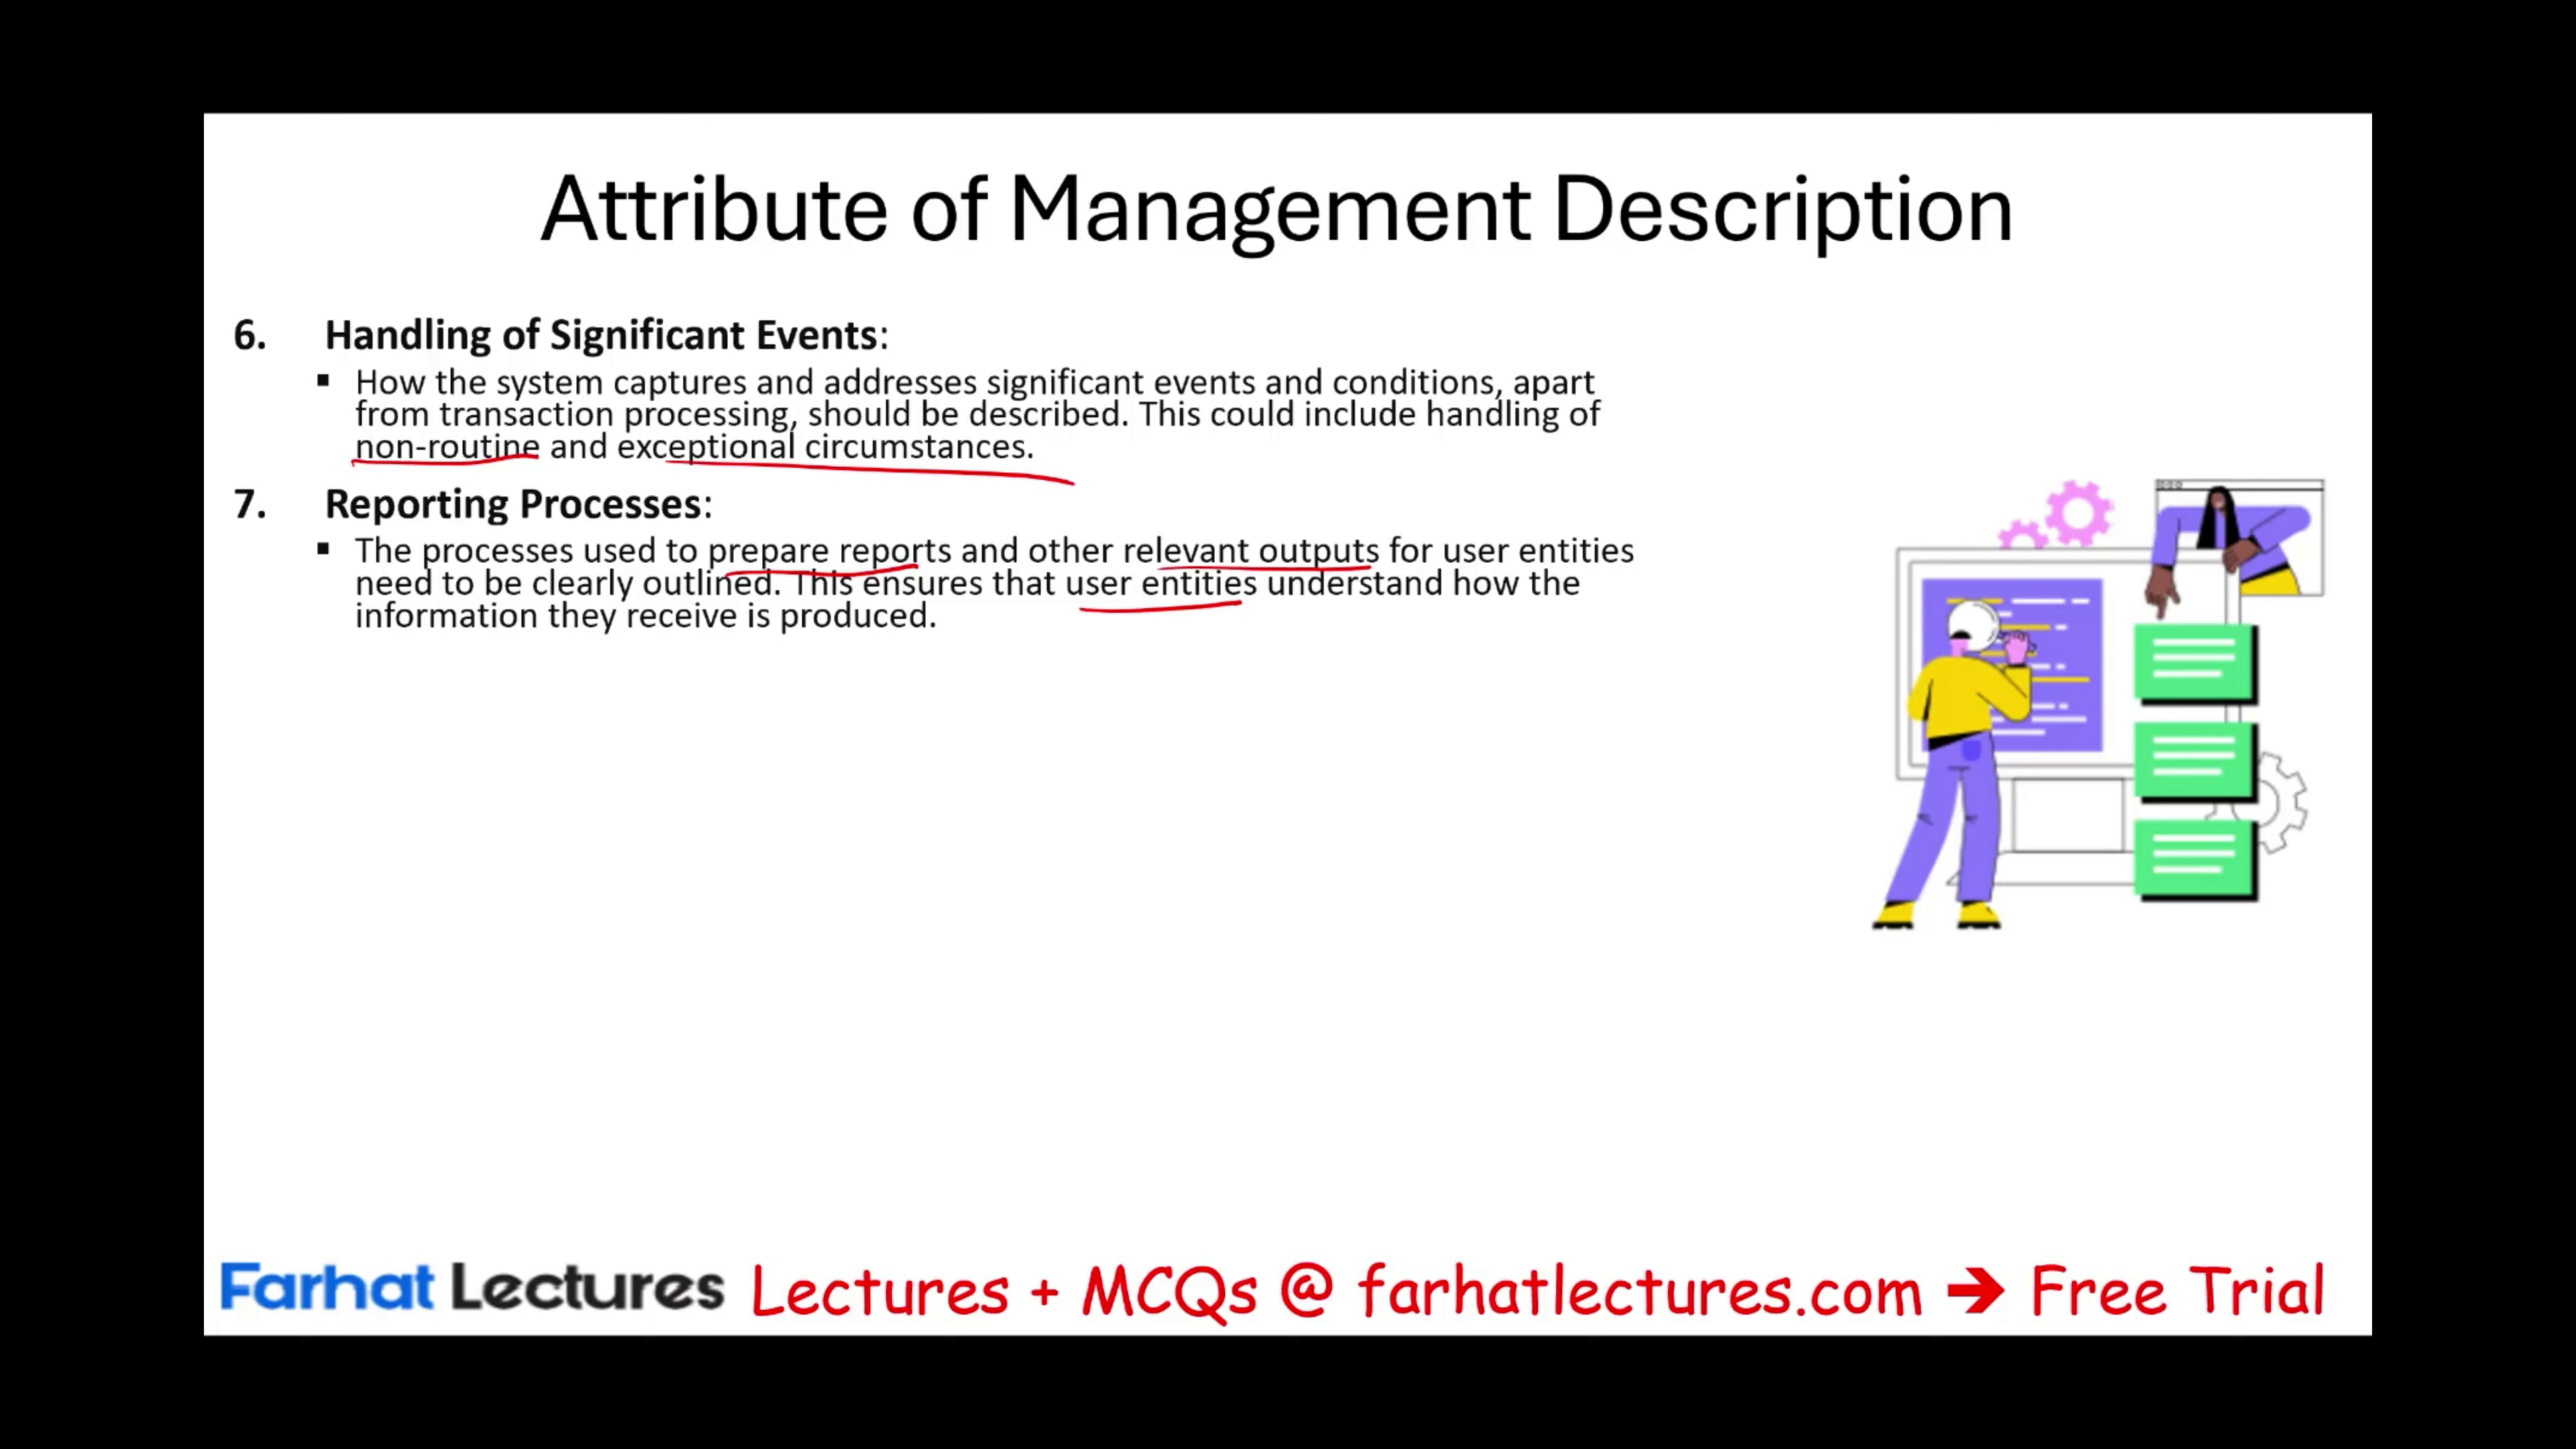 Attribute of Management Description
6. Handling of Significant Events:
▪ How the system captures and addresses significant events and conditions, apart
from transaction processing, should be described. This could include handling of
non-routine and exceptional circumstances.
7. Reporting Processes:
▪ The processes used to prepare reports and other relevant outputs for user entities
need to be clearly outlined. This ensures that user entities understand how the
information they receive is produced.
Farhat Lectures Lectures + MCQs @ farhatlectures.com ➔ Free Trial